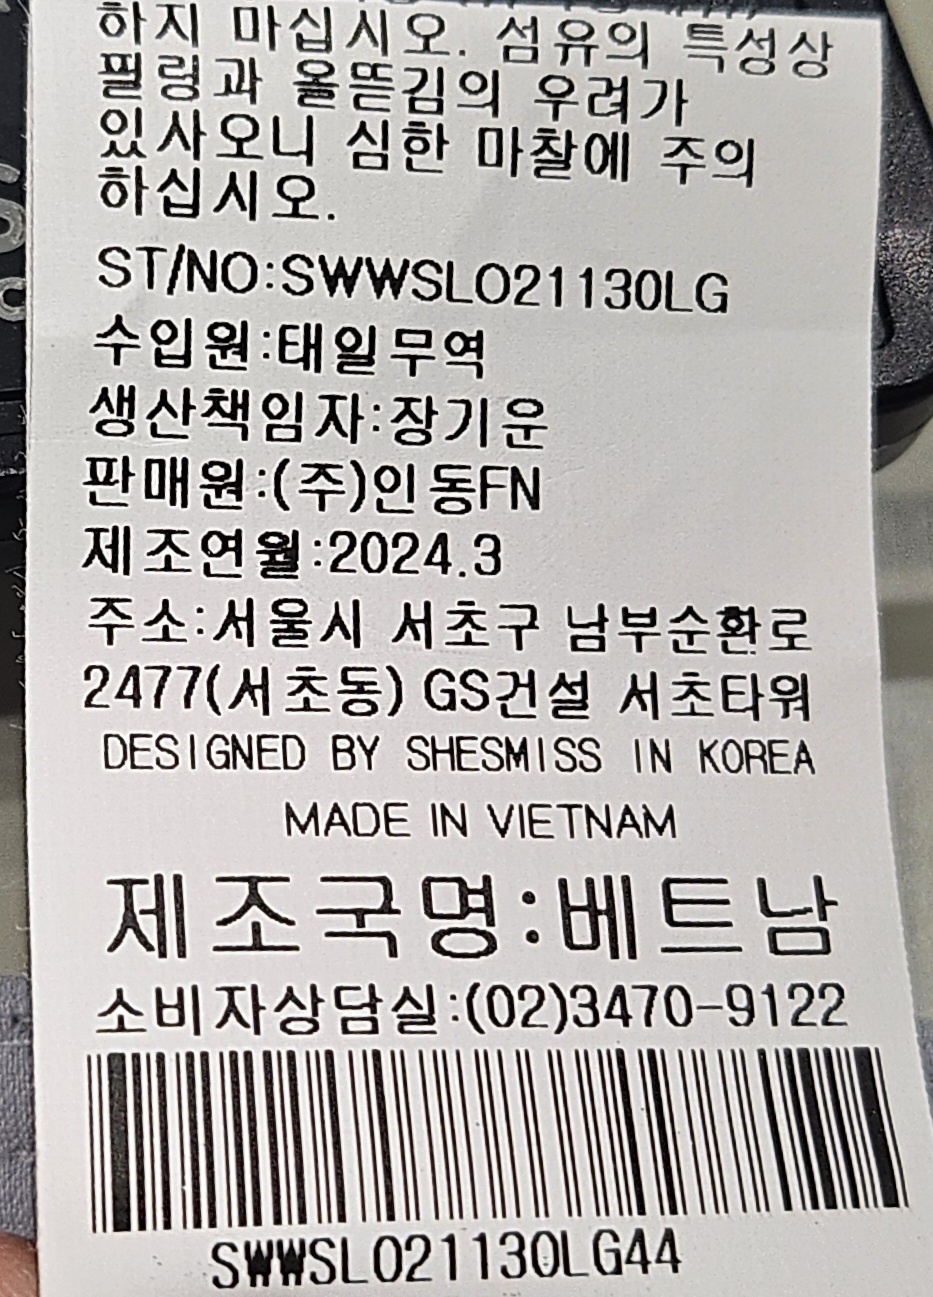 하지 마십시오. 섬유의 특성상
필링과 올뜯김의 우려가
있사오니 심한 마찰에 주의
하십시오.
ST/NO:SWWSLO21130LG
수입원:태일무역
생산책임자:장기운
판매원:(주)인동FN
제조연월:2024.3
주소:서울시 서초구 남부순환로
2477(서초동) GS건설 서초타워
DESIGNED BY SHESMISS IN KOREA
MADE IN VIETNAM
제조국명:베트남
소비자상담실:(02)3470-9122
SWWSLO21130LG44